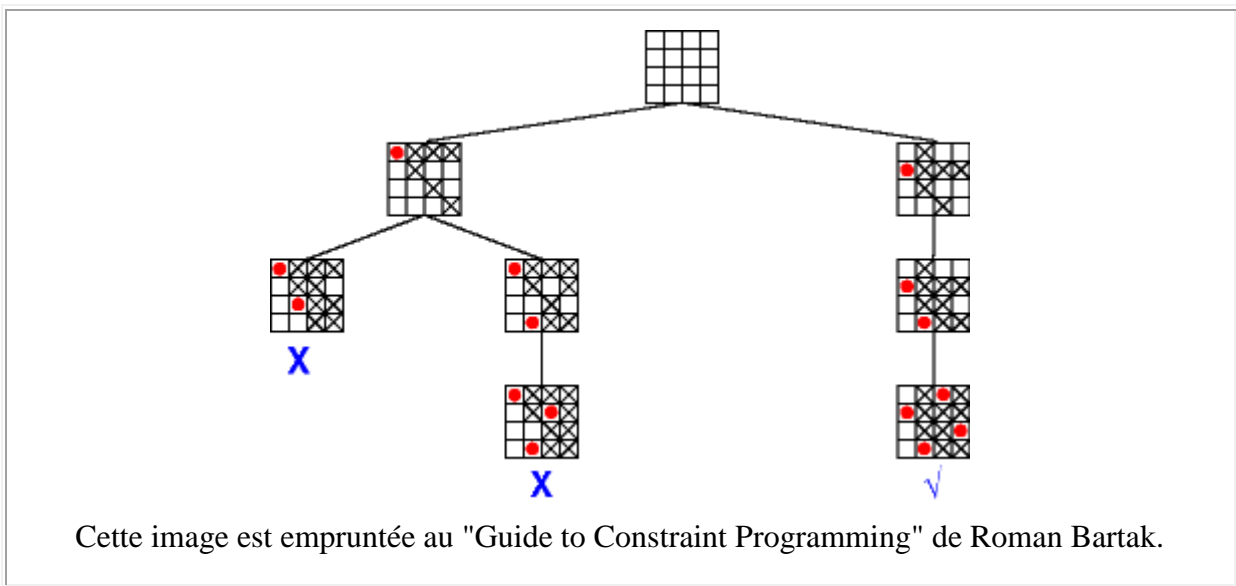 X
X
√
Cette image est empruntée au "Guide to Constraint Programming" de Roman Bartak.